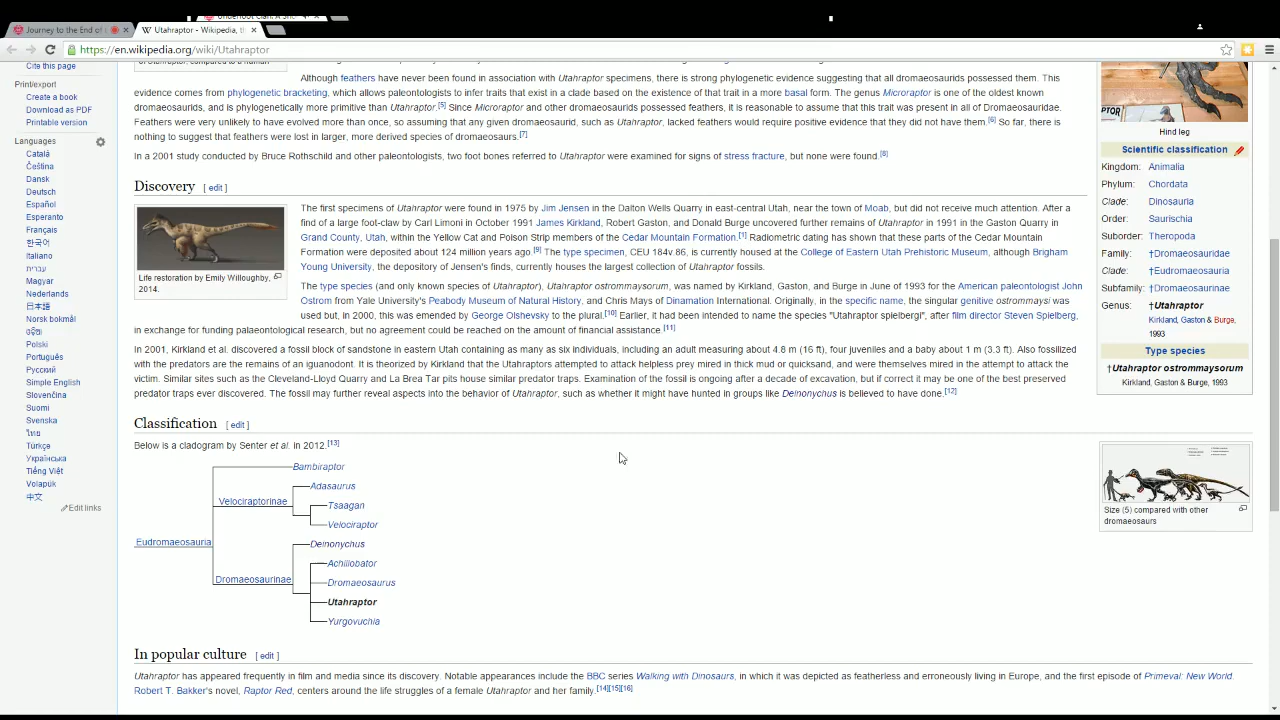 Journey to the End of
Utahraptor - Wikipedia, th
https://en.wikipedia.org/wiki/Utahraptor
Cite this page
Print/export
Create a book
Download as PDF
Printable version
Languages
Català
Čeština
Dansk
Deutsch
Español
Esperanto
Français
한국어
Italiano
עברית
Magyar
Nederlands
日本語
Norsk bokmål
Polski
Português
Русский
Simple English
Slovenčina
Suomi
Svenska
ไทย
Türkçe
Українська
Tiếng Việt
Volapük
中文
Edit links
Although feathers have never been found in association with Utahraptor specimens, there is strong phylogenetic evidence suggesting that all dromaeosaurids possessed them. This
evidence comes from phylogenetic bracketing, which allows paleontologists to infer traits that exist in a clade based on the existence of that trait in a more basal form. The genus Microraptor is one of the oldest known
dromaeosaurids, and is phylogenetically more primitive than Utahraptor.[5] Since Microraptor and other dromaeosaurids possessed feathers, it is reasonable to assume that this trait was present in all of Dromaeosauridae.
Feathers were very unlikely to have evolved more than once, so assuming that any given dromaeosaurid, such as Utahraptor, lacked feathers would require positive evidence that they did not have them.[6] So far, there is
nothing to suggest that feathers were lost in larger, more derived species of dromaeosaurs.[7]
In a 2001 study conducted by Bruce Rothschild and other paleontologists, two foot bones referred to Utahraptor were examined for signs of stress fracture, but none were found.[8]
Discovery [ edit ]
Life restoration by Emily Willoughby,
2014.
The first specimens of Utahraptor were found in 1975 by Jim Jensen in the Dalton Wells Quarry in east-central Utah, near the town of Moab, but did not receive much attention. After a
find of a large foot-claw by Carl Limoni in October 1991 James Kirkland, Robert Gaston, and Donald Burge uncovered further remains of Utahraptor in 1991 in the Gaston Quarry in
Grand County, Utah, within the Yellow Cat and Poison Strip members of the Cedar Mountain Formation.[1] Radiometric dating has shown that these parts of the Cedar Mountain
Formation were deposited about 124 million years ago.[9] The type specimen, CEU 184v.86, is currently housed at the College of Eastern Utah Prehistoric Museum, although Brigham
Young University, the depository of Jensen's finds, currently houses the largest collection of Utahraptor fossils.
The type species (and only known species of Utahraptor), Utahraptor ostrommaysorum, was named by Kirkland, Gaston, and Burge in June of 1993 for the American paleontologist John
Ostrom from Yale University's Peabody Museum of Natural History, and Chris Mays of Dinamation International. Originally, in the specific name, the singular genitive ostrommaysi was
used but, in 2000, this was emended by George Olshevsky to the plural.[10] Earlier, it had been intended to name the species "Utahraptor spielbergi", after film director Steven Spielberg,
in exchange for funding palaeontological research, but no agreement could be reached on the amount of financial assistance.[11]
In 2001, Kirkland et al. discovered a fossil block of sandstone in eastern Utah containing as many as six individuals, including an adult measuring about 4.8 m (16 ft), four juveniles and a baby about 1 m (3.3 ft). Also fossilized
with the predators are the remains of an iguanodont. It is theorized by Kirkland that the Utahraptors attempted to attack helpless prey mired in thick mud or quicksand, and were themselves mired in the attempt to attack the
victim. Similar sites such as the Cleveland-Lloyd Quarry and La Brea Tar pits house similar predator traps. Examination of the fossil is ongoing after a decade of excavation, but if correct it may be one of the best preserved
predator traps ever discovered. The fossil may further reveal aspects into the behavior of Utahraptor, such as whether it might have hunted in groups like Deinonychus is believed to have done.[12]
Classification [ edit ]
Below is a cladogram by Senter et al. in 2012.[13]
Bambiraptor
Adasaurus
Velociraptorinae
Tsaagan
Velociraptor
Eudromaeosauria
Deinonychus
Achillobator
Dromaeosaurinae
Dromaeosaurus
Utahraptor
Yurgovuchia
In popular culture [ edit ]
Utahraptor has appeared frequently in film and media since its discovery. Notable appearances include the BBC series Walking with Dinosaurs, in which it was depicted as featherless and erroneously living in Europe, and the first episode of Primeval: New World.
Robert T. Bakker's novel, Raptor Red, centers around the life struggles of a female Utahraptor and her family.[14][15][16]
Hind leg
Scientific classification
Kingdom: Animalia
Phylum: Chordata
Clade: Dinosauria
Order: Saurischia
Suborder: Theropoda
Family: †Dromaeosauridae
Clade: †Eudromaeosauria
Subfamily: †Dromaeosaurinae
Genus: †Utahraptor
Kirkland, Gaston & Burge,
1993
Type species
†Utahraptor ostrommaysorum
Kirkland, Gaston & Burge, 1993
Size (5) compared with other
dromaeosaurs